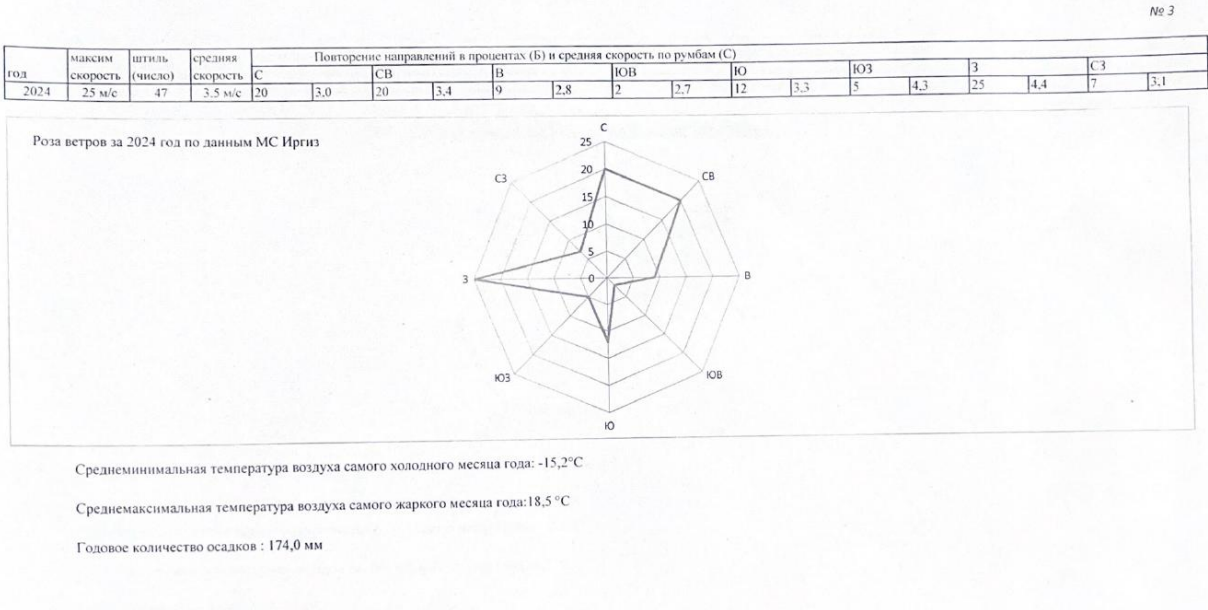 № 3
Повторение направлений в процентах (Б) и средняя скорость по румбам (С)
год максим скорость штиль (число) средняя скорость С СВ В ЮВ Ю ЮЗ З СЗ
2024 25 м/с 47 3.5 м/с 20 3,0 20 3,4 9 2,8 2 2,7 12 3,3 5 4,3 25 4,4 7 3,1
Роза ветров за 2024 год по данным МС Иргиз
С
25
СЗ
20
СВ
15
10
5
З
0
В
ЮЗ
ЮВ
Ю
Среднеминимальная температура воздуха самого холодного месяца года: -15,2°С
Среднемаксимальная температура воздуха самого жаркого месяца года:18,5 °С
Годовое количество осадков : 174,0 мм